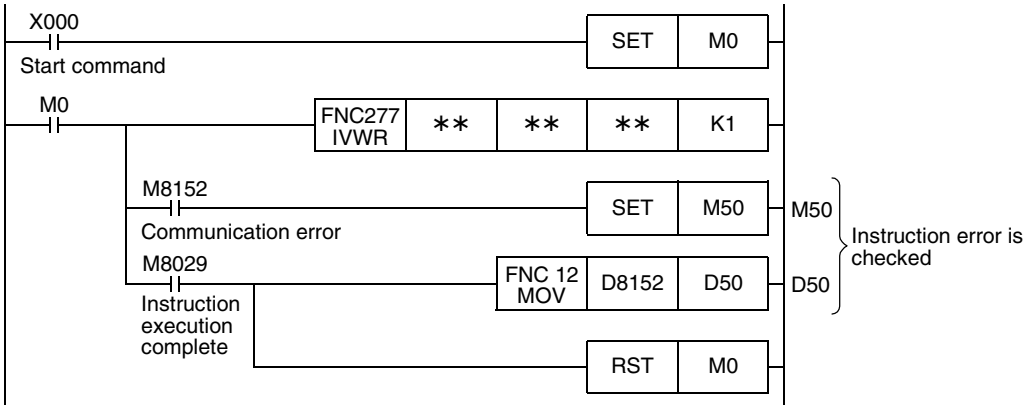 X000
SET M0
Start command
M0
FNC277 IVWR ** ** ** K1
M8152
SET M50 M50
Communication error
Instruction error is
checked
M8029
FNC 12 MOV D8152 D50 D50
Instruction
execution
complete
RST M0